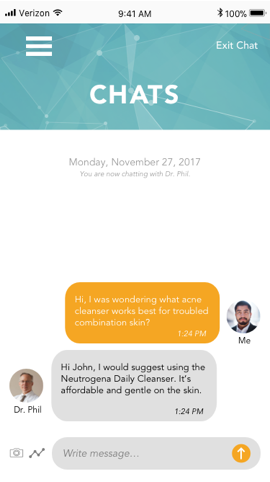 Verizon 9:41 AM 100%
Exit Chat
CHATS
Monday, November 27, 2017
You are now chatting with Dr. Phil.
Hi, I was wondering what acne
cleanser works best for troubled
combination skin?
1:24 PM
Me
Hi John, I would suggest using the
Neutrogena Daily Cleanser. It's
affordable and gentle on the skin.
1:24 PM
Dr. Phil
Write message...